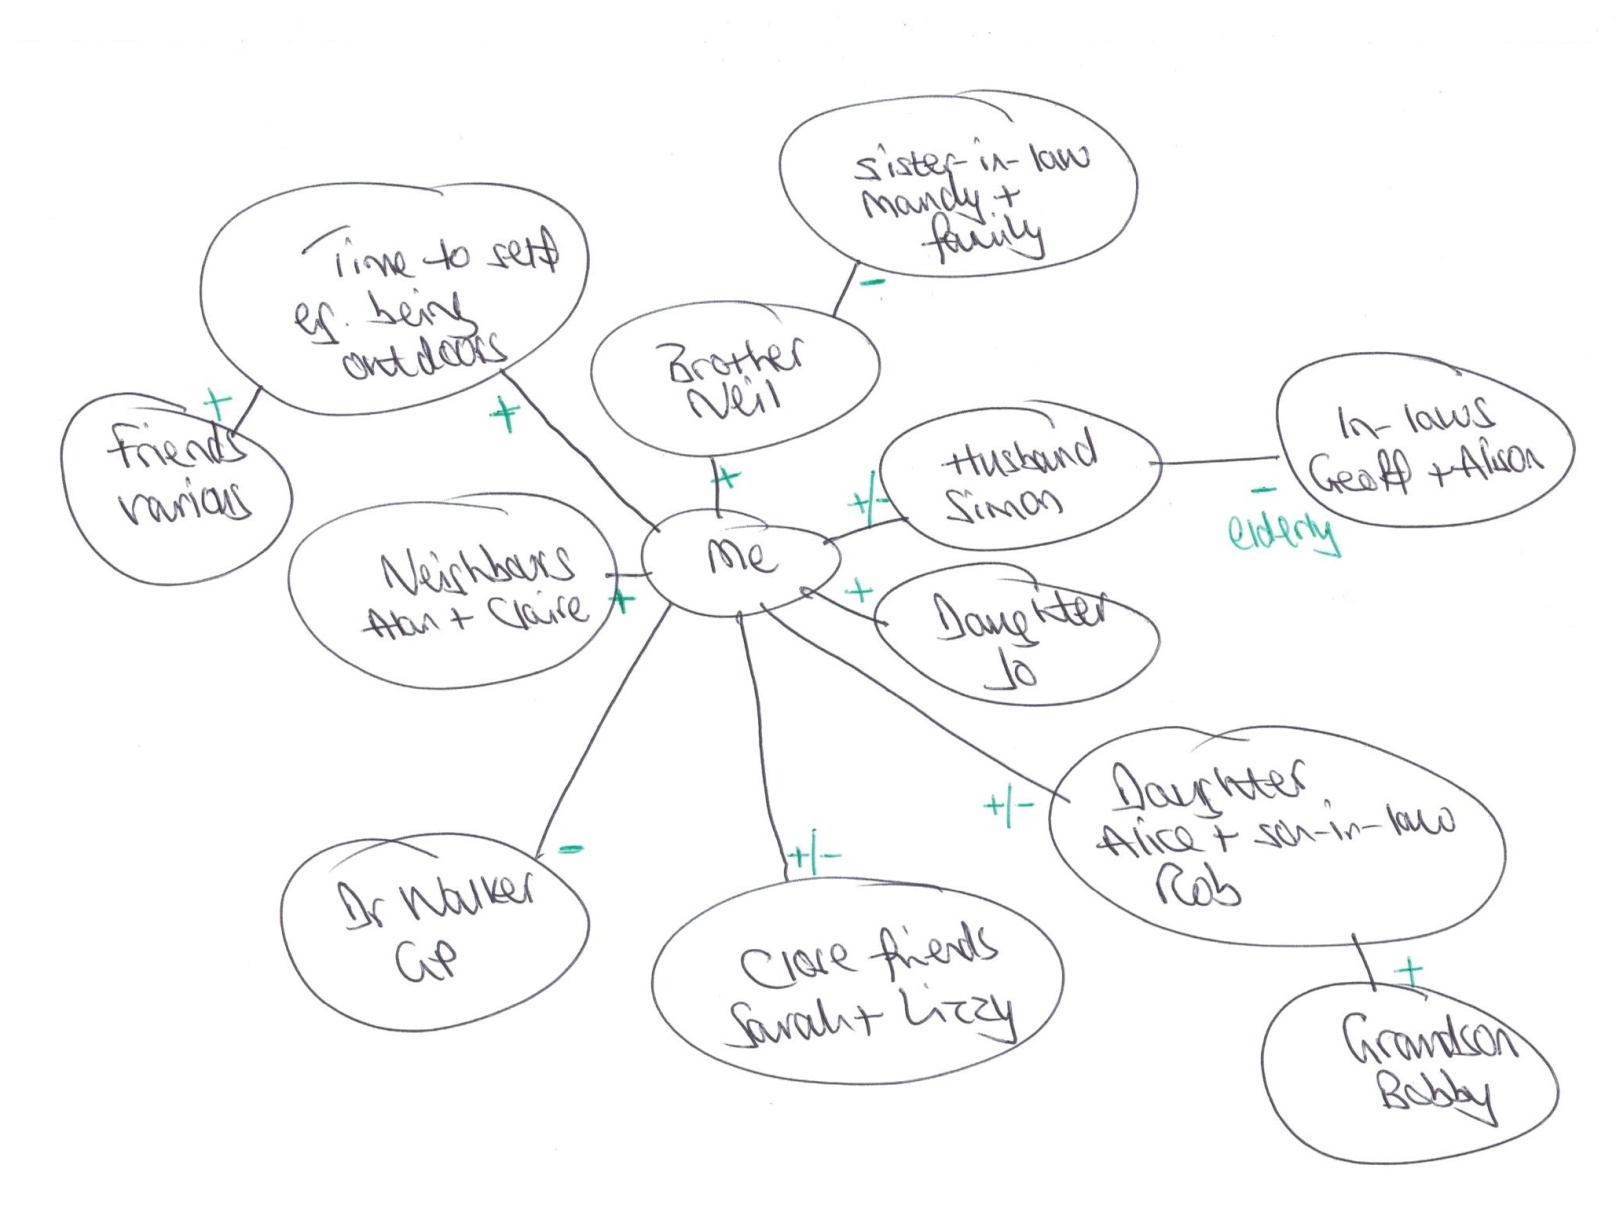 Sister-in-law
Mandy +
family
-
Time to self
eg. being
outdoors
+
+
Brother
Neil
+
Friends
various
Husband
Simon
+/-
In-laws
Geoff + Alison
-
elderly
Me
Neighbours
Alan + Claire
+
+
Daughter
Jo
Daughter
Alice + son-in-law
Rob
+/-
+
Grandson
Bobby
-
Dr Walker
GP
+/-
Close friends
Sarah + Lizzy